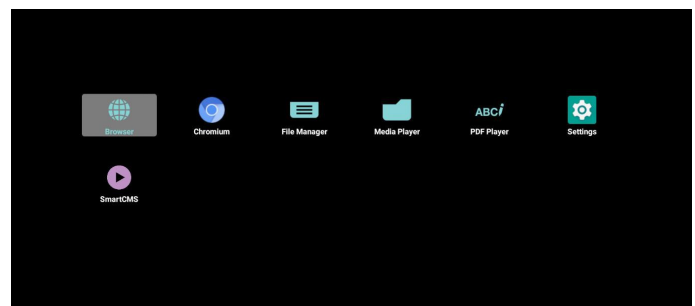 ABCi
Browser
Chromium
File Manager
Media Player
PDF Player
Settings
SmartCMS